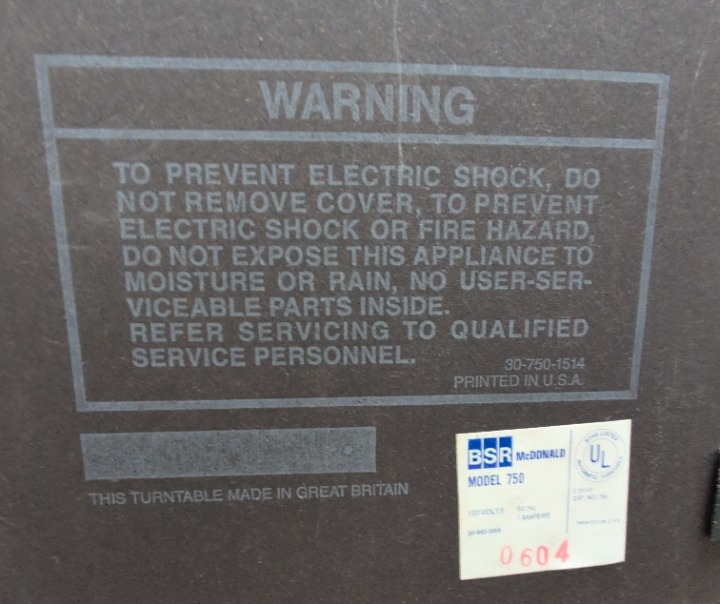 WARNING
TO PREVENT ELECTRIC SHOCK, DO
NOT REMOVE COVER, TO PREVENT
ELECTRIC SHOCK OR FIRE HAZARD,
DO NOT EXPOSE THIS APPLIANCE TO
MOISTURE OR RAIN, NO USER-SER-
VICEABLE PARTS INSIDE.
REFER SERVICING TO QUALIFIED
SERVICE PERSONNEL.
30-750-1514
PRINTED IN U.S.A.
THIS TURNTABLE MADE IN GREAT BRITAIN
BSR McDONALD
MODEL 750
UL
120 VOLTS 60 Hz
1 AMPERE
0604